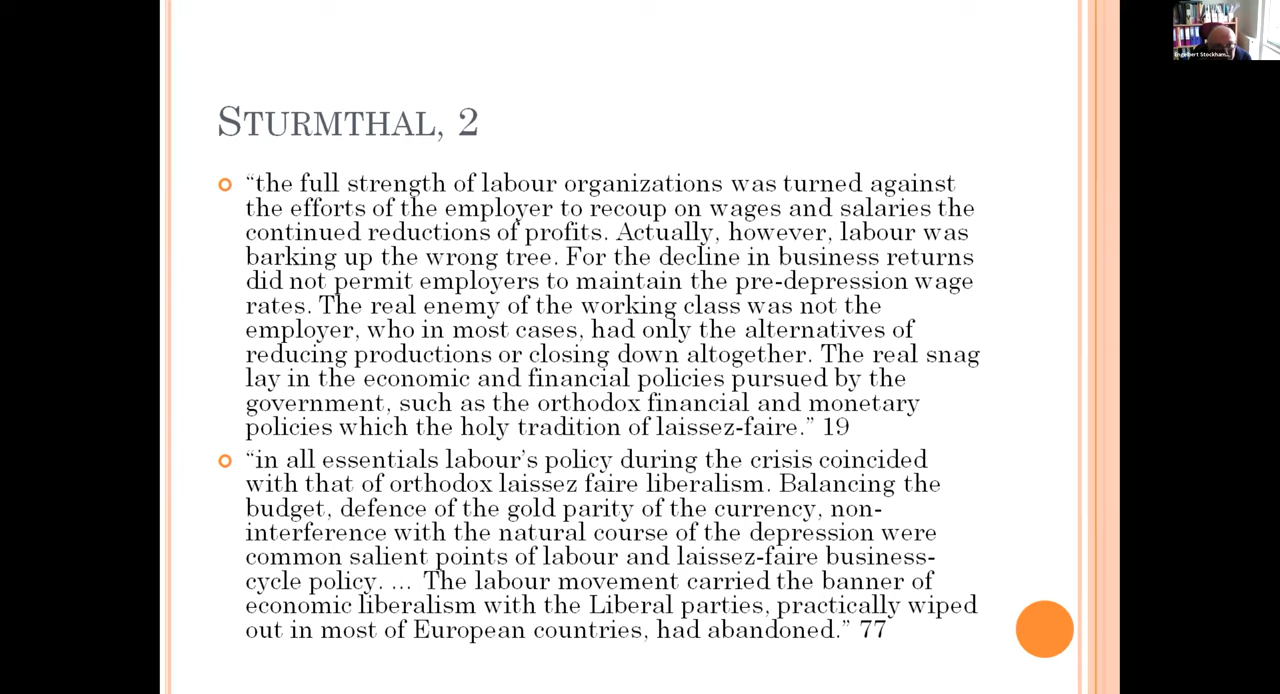 Engelbert Stockham...
STURMTHAL, 2
“the full strength of labour organizations was turned against
the efforts of the employer to recoup on wages and salaries the
continued reductions of profits. Actually, however, labour was
barking up the wrong tree. For the decline in business returns
did not permit employers to maintain the pre-depression wage
rates. The real enemy of the working class was not the
employer, who in most cases, had only the alternatives of
reducing productions or closing down altogether. The real snag
lay in the economic and financial policies pursued by the
government, such as the orthodox financial and monetary
policies which the holy tradition of laissez-faire.” 19
“in all essentials labour’s policy during the crisis coincided
with that of orthodox laissez faire liberalism. Balancing the
budget, defence of the gold parity of the currency, non-
interference with the natural course of the depression were
common salient points of labour and laissez-faire business-
cycle policy. ... The labour movement carried the banner of
economic liberalism with the Liberal parties, practically wiped
out in most of European countries, had abandoned.” 77